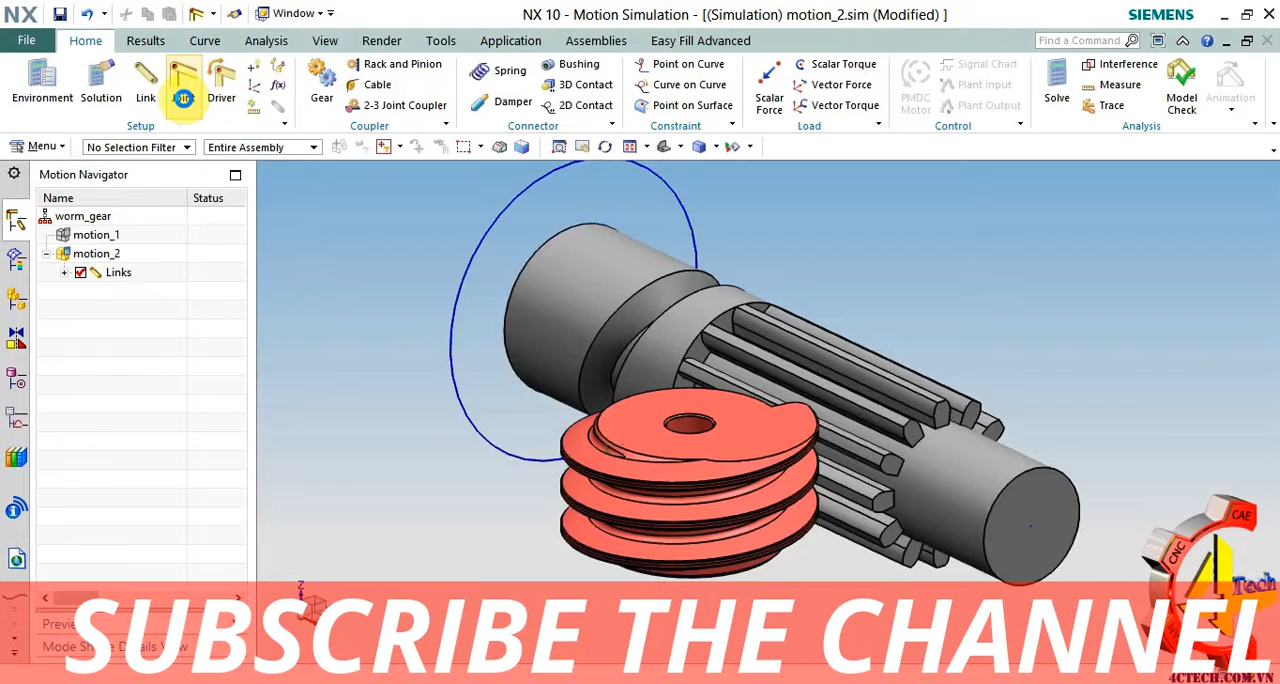 NX
Window
NX 10 - Motion Simulation - [(Simulation) motion_2.sim (Modified) ]
SIEMENS
File
Home
Results
Curve
Analysis
View
Render
Tools
Application
Assemblies
Easy Fill Advanced
Find a Command
Environment
Solution
Link
Joint
Driver
Setup
Gear
Rack and Pinion
Cable
2-3 Joint Coupler
Coupler
Spring
Damper
Bushing
3D Contact
2D Contact
Connector
Point on Curve
Curve on Curve
Point on Surface
Constraint
Scalar Force
Scalar Torque
Vector Force
Vector Torque
Load
PMDC Motor
Signal Chart
Plant Input
Plant Output
Control
Solve
Interference
Measure
Trace
Model Check
Animation
Analysis
Menu
No Selection Filter
Entire Assembly
Motion Navigator
Name
Status
worm_gear
motion_1
motion_2
Links
Z
CNC
CAE
Tech
SUBSCRIBE THE CHANNEL
4CTECH.COM.VN